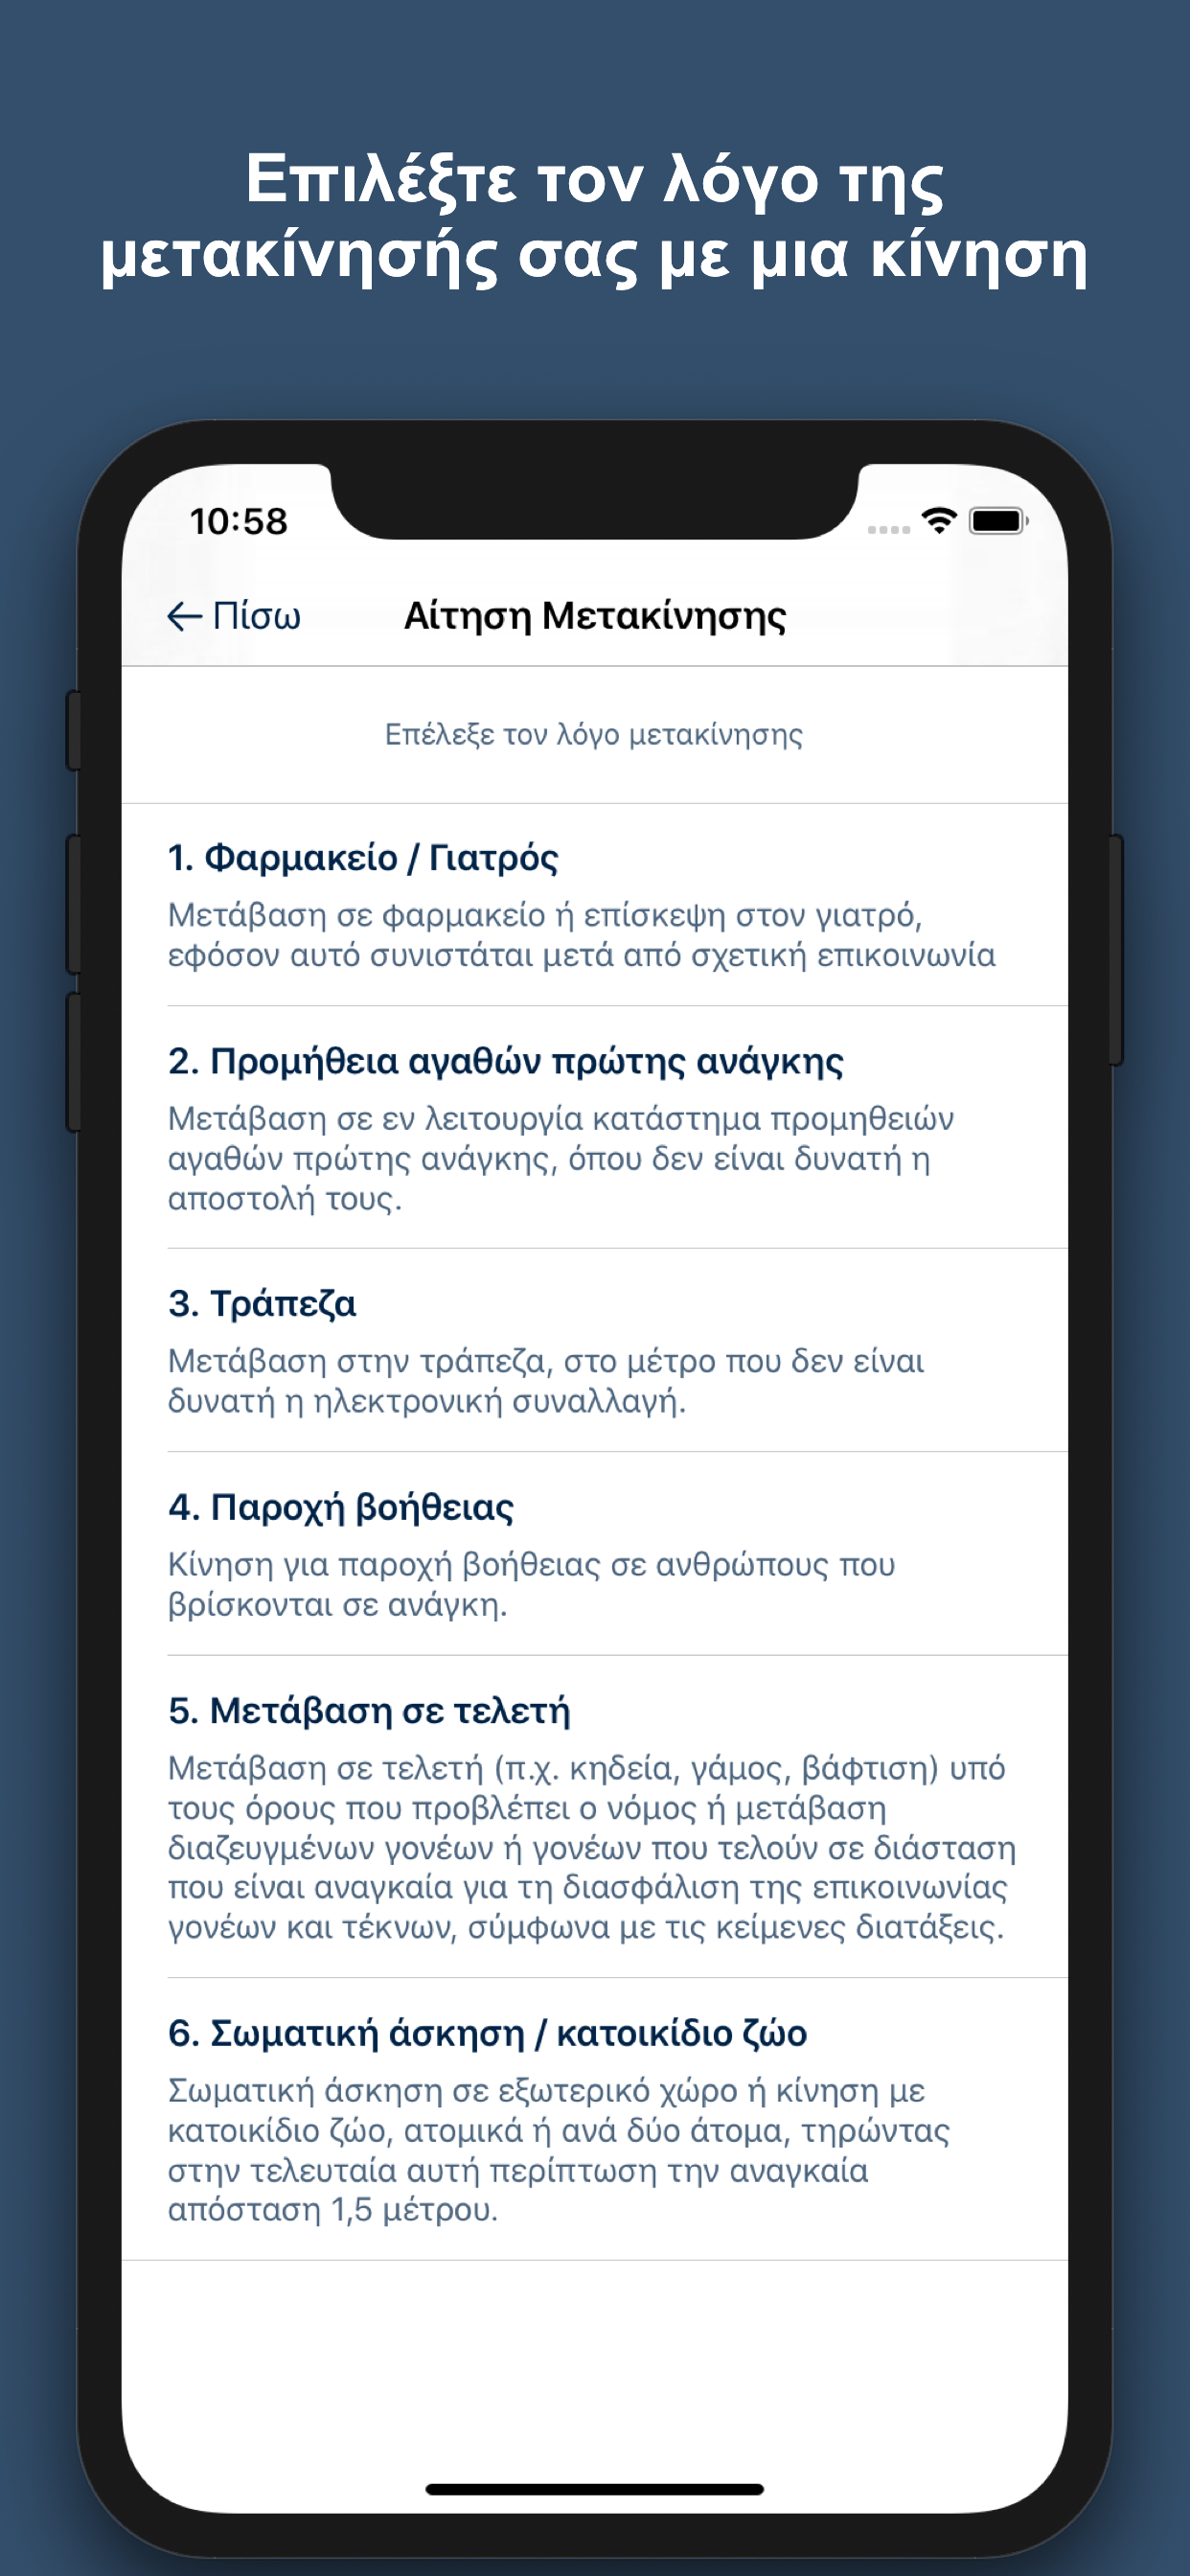 Επιλέξτε τον λόγο της
μετακίνησής σας με μια κίνηση
10:58
← Πίσω
Αίτηση Μετακίνησης
Επέλεξε τον λόγο μετακίνησης
1. Φαρμακείο / Γιατρός
Μετάβαση σε φαρμακείο ή επίσκεψη στον γιατρό,
εφόσον αυτό συνιστάται μετά από σχετική επικοινωνία
2. Προμήθεια αγαθών πρώτης ανάγκης
Μετάβαση σε εν λειτουργία κατάστημα προμηθειών
αγαθών πρώτης ανάγκης, όπου δεν είναι δυνατή η
αποστολή τους.
3. Τράπεζα
Μετάβαση στην τράπεζα, στο μέτρο που δεν είναι
δυνατή η ηλεκτρονική συναλλαγή.
4. Παροχή βοήθειας
Κίνηση για παροχή βοήθειας σε ανθρώπους που
βρίσκονται σε ανάγκη.
5. Μετάβαση σε τελετή
Μετάβαση σε τελετή (π.χ. κηδεία, γάμος, βάφτιση) υπό
τους όρους που προβλέπει ο νόμος ή μετάβαση
διαζευγμένων γονέων ή γονέων που τελούν σε διάσταση
που είναι αναγκαία για τη διασφάλιση της επικοινωνίας
γονέων και τέκνων, σύμφωνα με τις κείμενες διατάξεις.
6. Σωματική άσκηση / κατοικίδιο ζώο
Σωματική άσκηση σε εξωτερικό χώρο ή κίνηση με
κατοικίδιο ζώο, ατομικά ή ανά δύο άτομα, τηρώντας
στην τελευταία αυτή περίπτωση την αναγκαία
απόσταση 1,5 μέτρου.